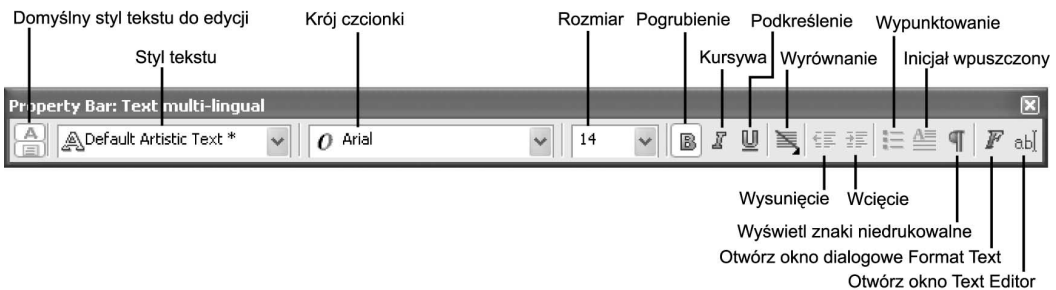 Domyślny styl tekstu do edycji
Krój czcionki
Rozmiar
Pogrubienie
Podkreślenie
Wypunktowanie
Styl tekstu
Kursywa
Wyrównanie
Inicjał wpuszczony
Property Bar: Text multi-lingual
Default Artistic Text *
O Arial
14
B I U
F ab
Wysunięcie
Wcięcie
Wyświetl znaki niedrukowalne
Otwórz okno dialogowe Format Text
Otwórz okno Text Editor